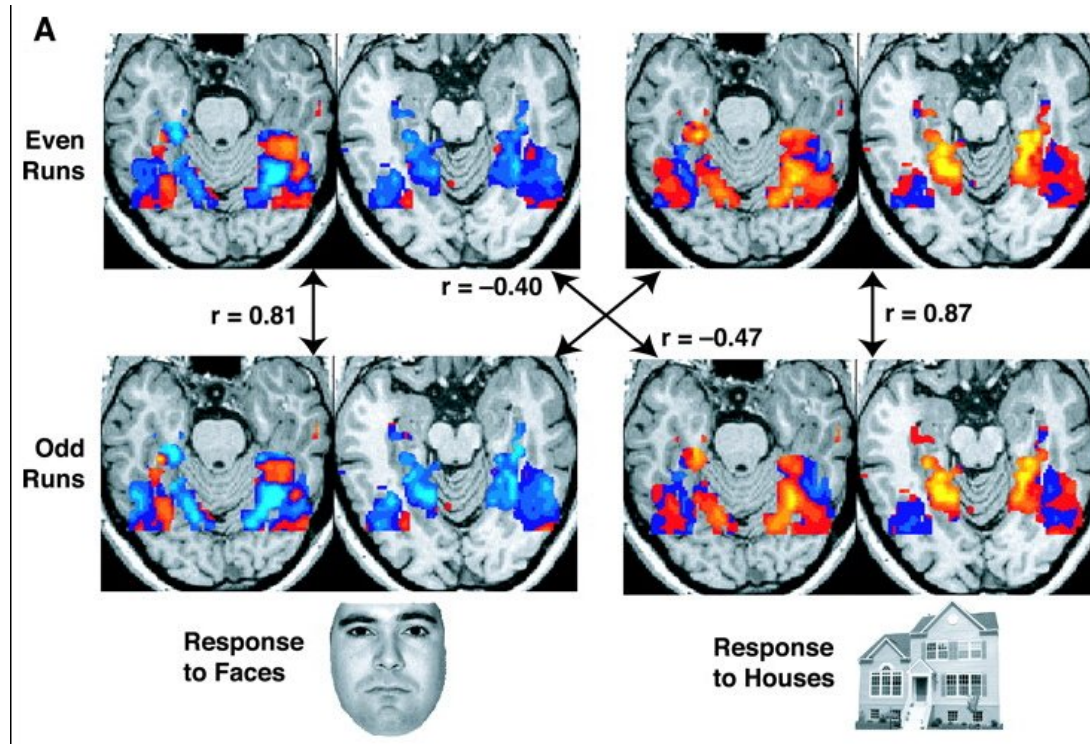 A
Even
Runs
r = 0.81
r = –0.40
r = –0.47
r = 0.87
Odd
Runs
Response
to Faces
Response
to Houses